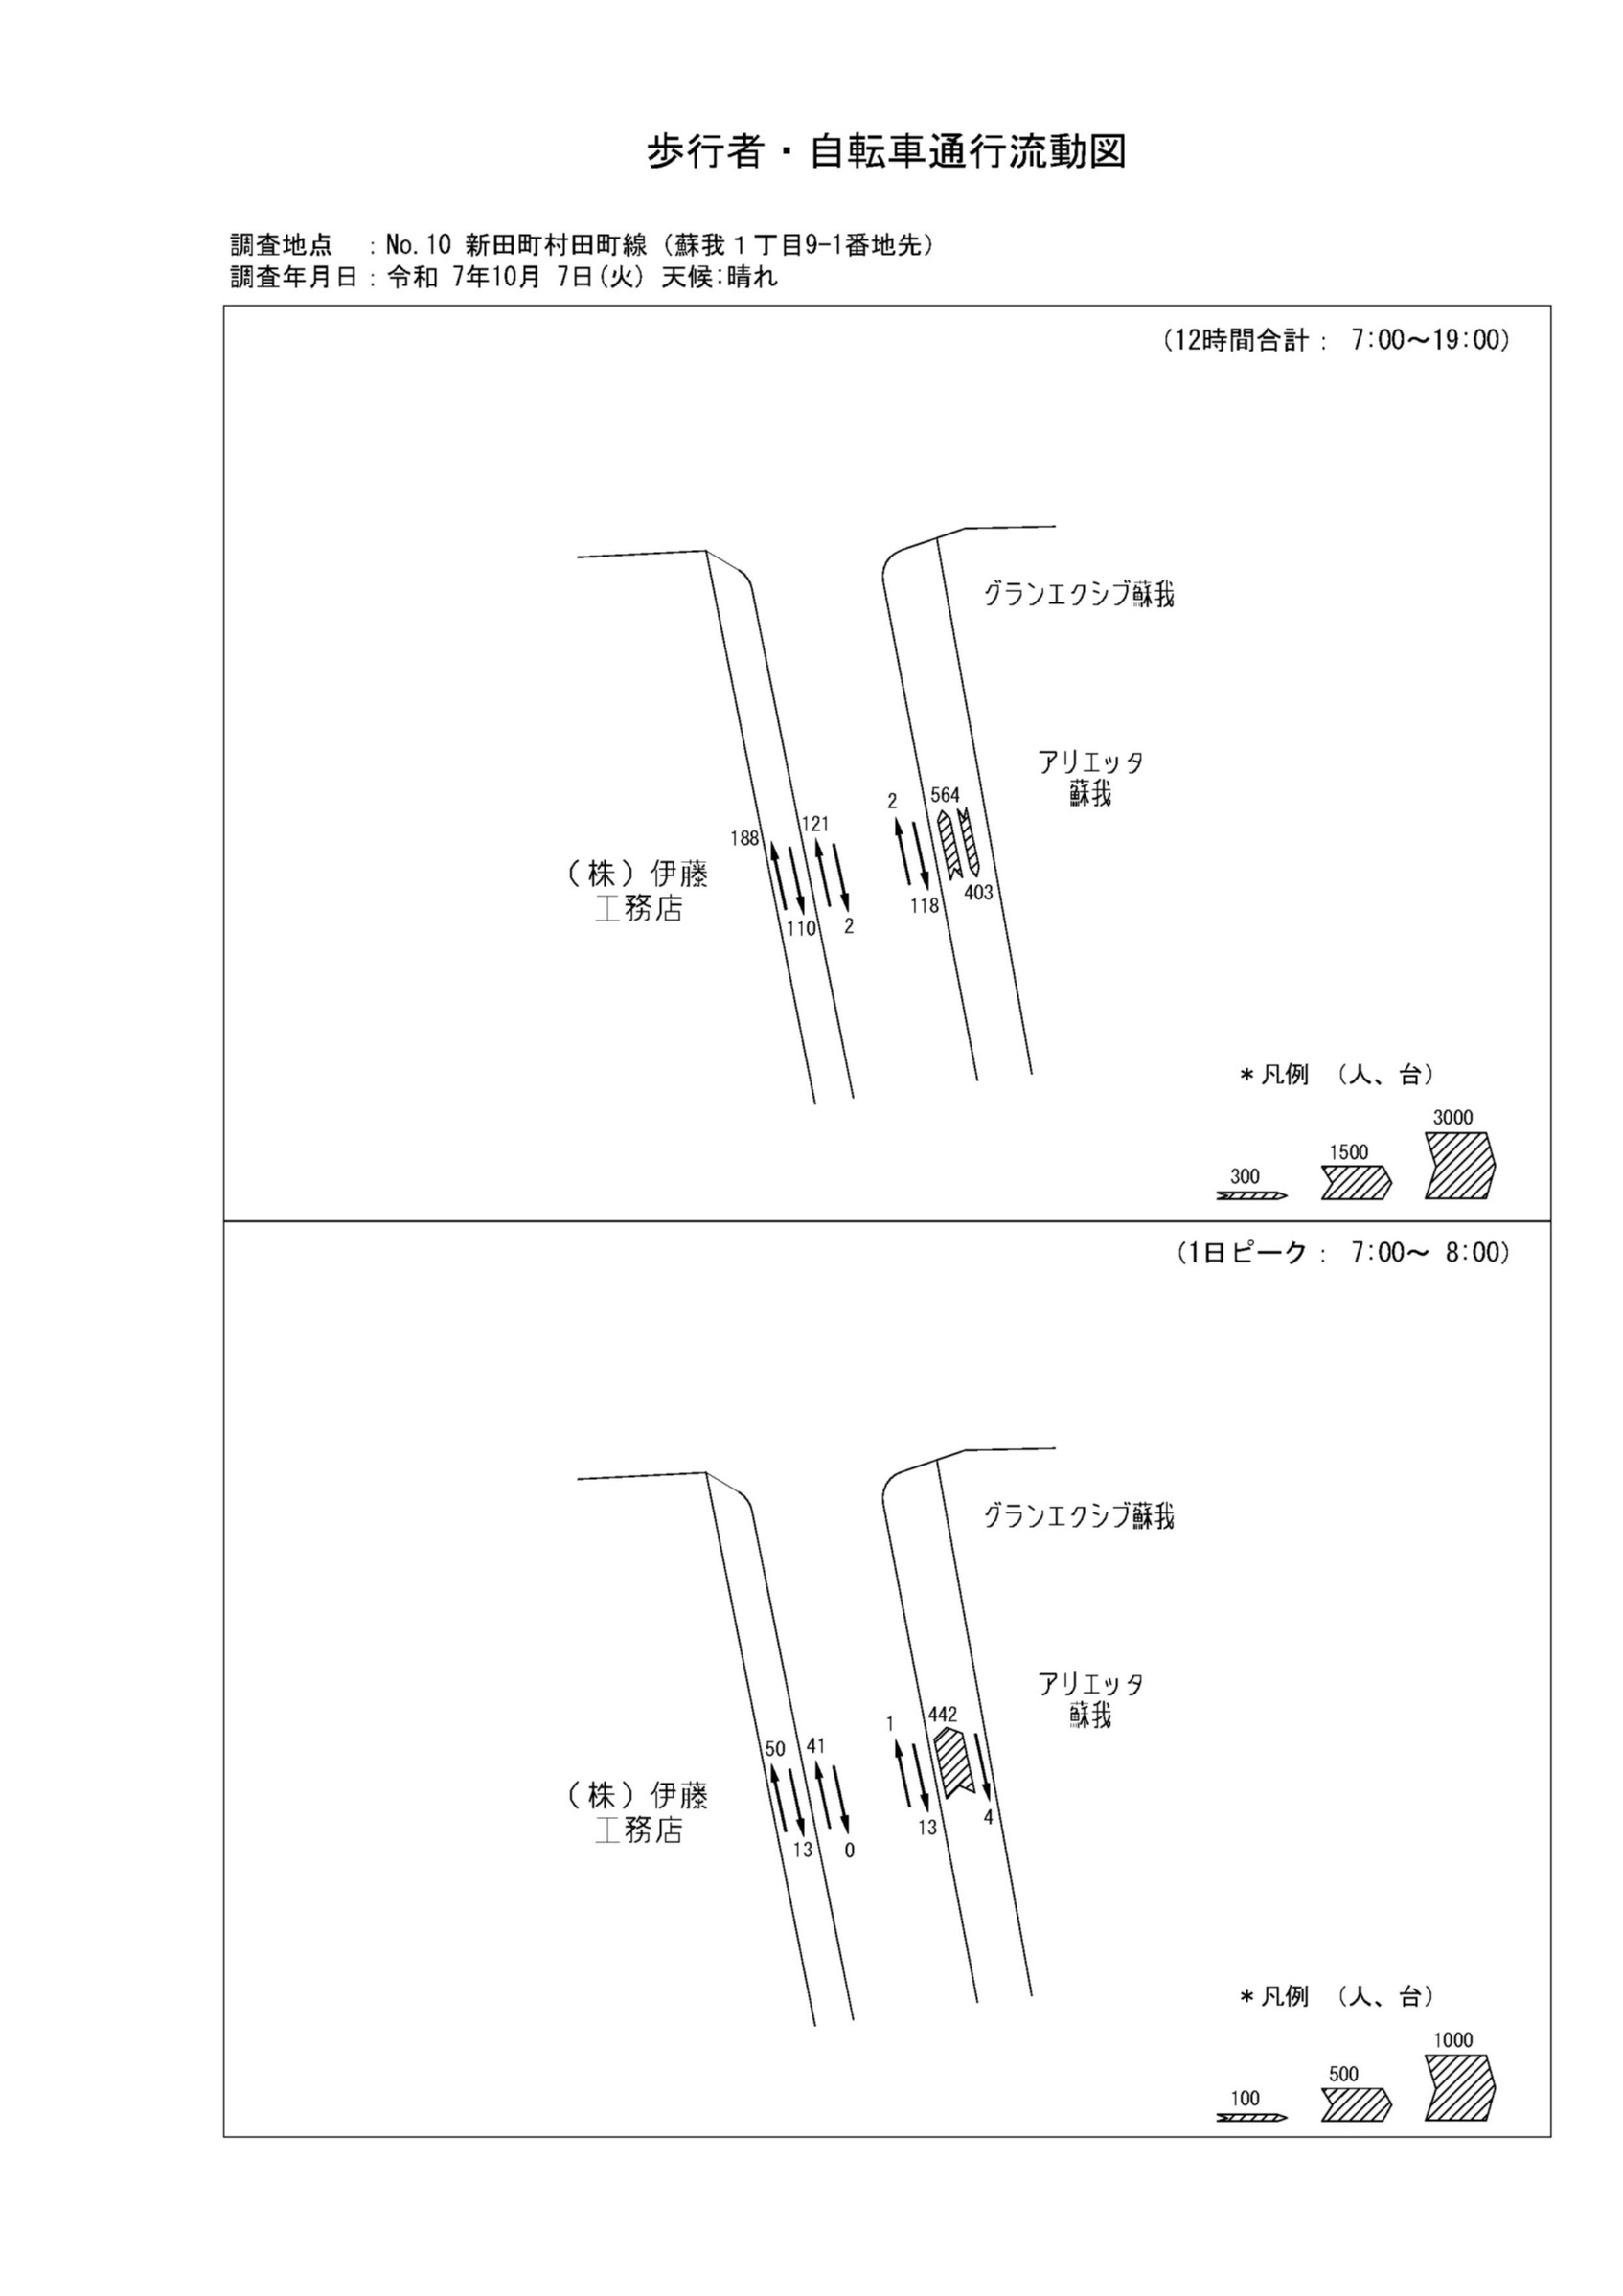 歩行者・自転車通行流動図
調査地点　：No.10 新田町村田町線（蘇我１丁目9-1番地先）
調査年月日：令和 7年10月 7日(火) 天候:晴れ
(12時間合計： 7:00～19:00)
グランエクシブ蘇我
アリエッタ
蘇我
2
564
121
188
（株）伊藤
工務店
403
118
110
2
＊凡例　（人、台）
3000
1500
300
(1日ピーク： 7:00～ 8:00)
グランエクシブ蘇我
アリエッタ
蘇我
1
442
50
41
（株）伊藤
工務店
4
13
13
0
＊凡例　（人、台）
1000
500
100